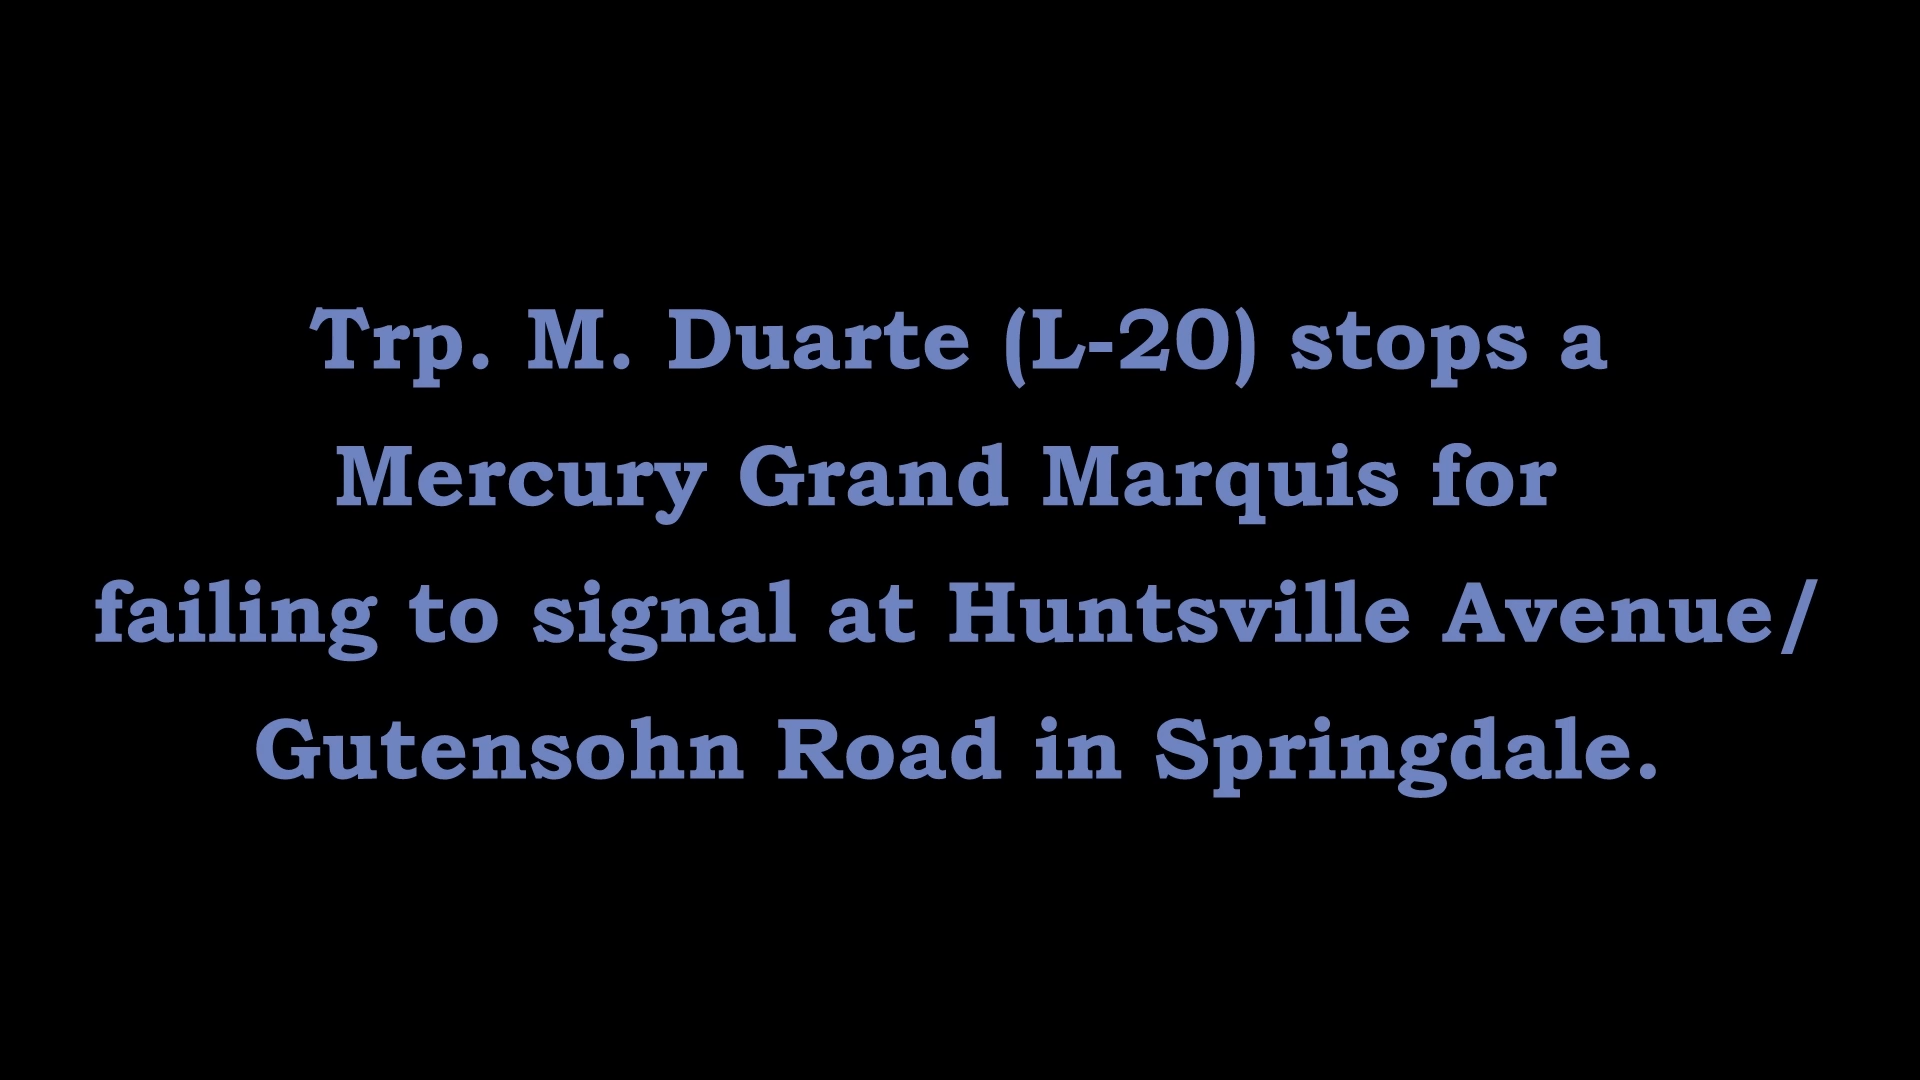 Trp. M. Duarte (L-20) stops a
Mercury Grand Marquis for
failing to signal at Huntsville Avenue/
Gutensohn Road in Springdale.